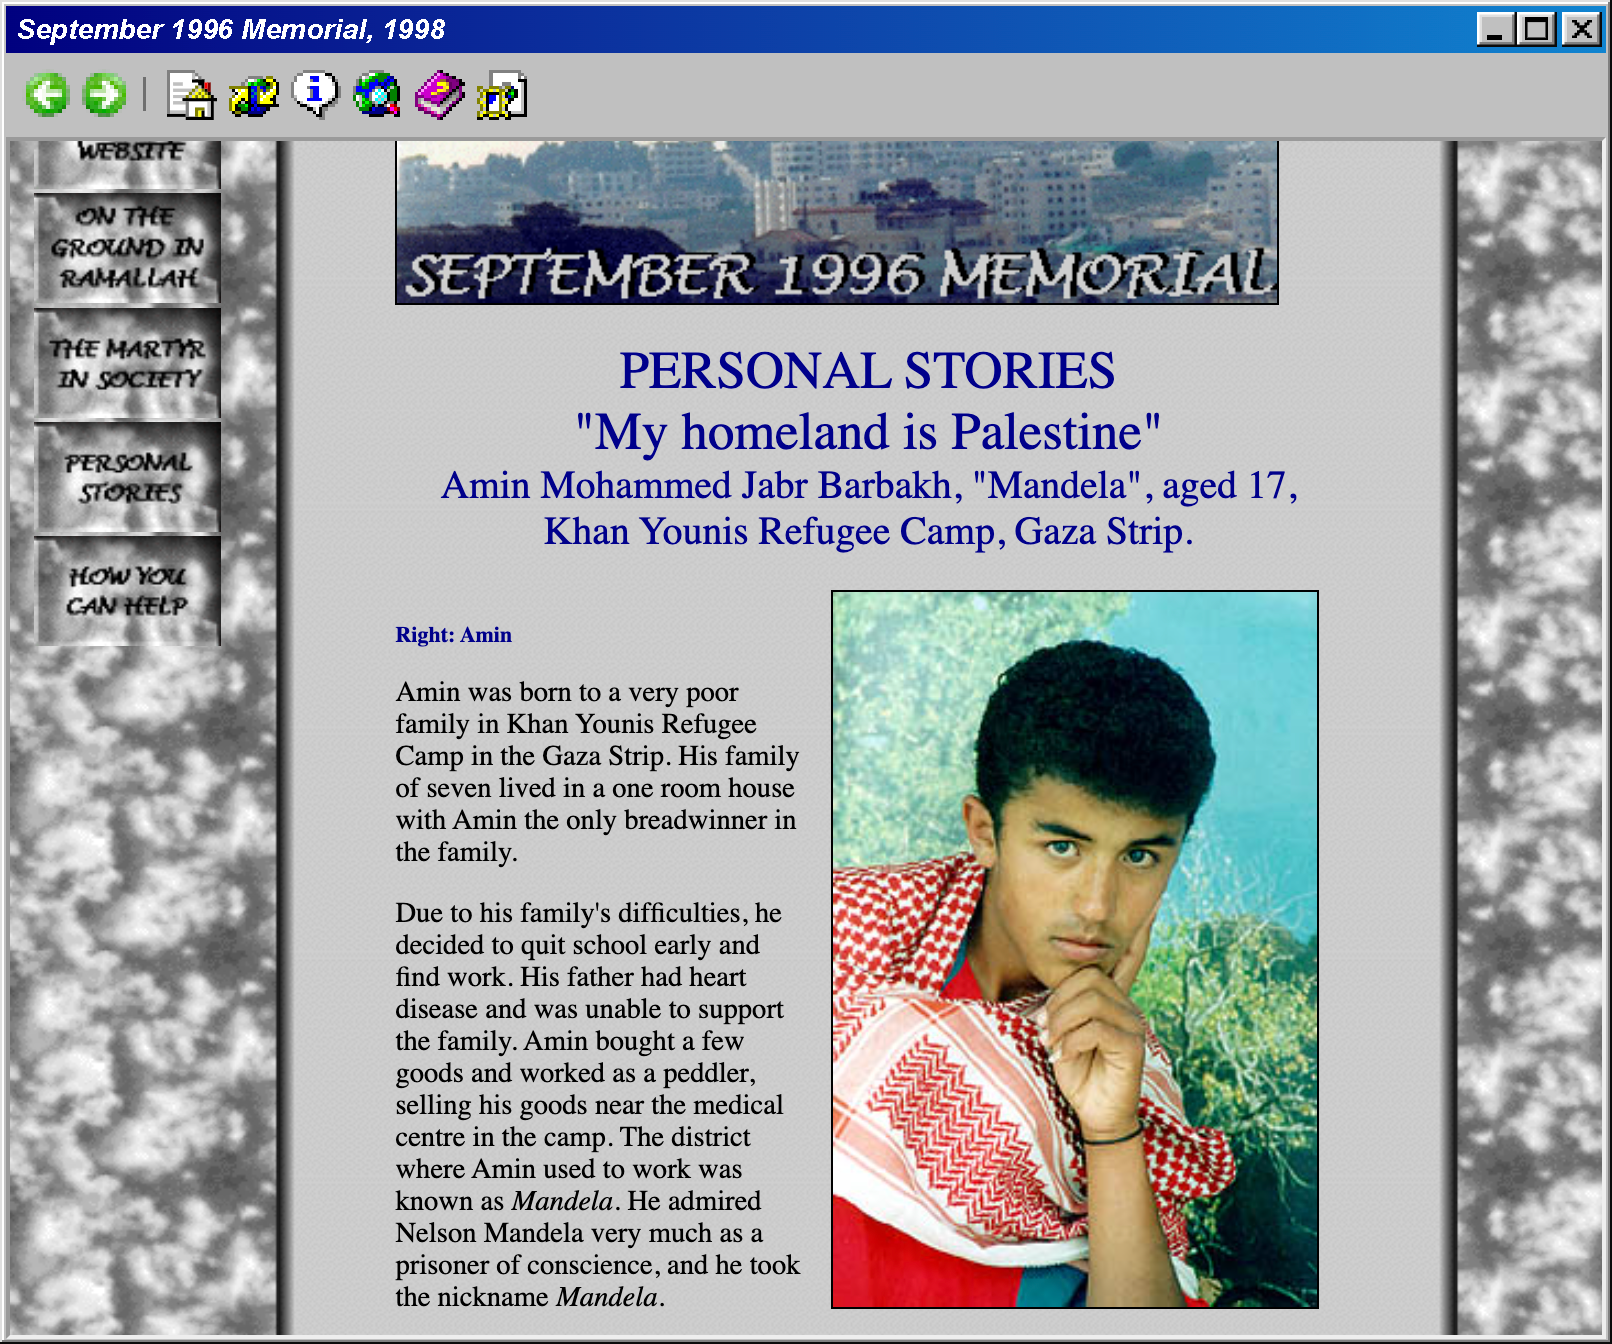 September 1996 Memorial, 1998
WEBSITE
ON THE
GROUND IN
RAMALLAH
THE MARTYR
IN SOCIETY
PERSONAL
STORIES
HOW YOU
CAN HELP
SEPTEMBER 1996 MEMORIAL
PERSONAL STORIES
"My homeland is Palestine"
Amin Mohammed Jabr Barbakh, "Mandela", aged 17,
Khan Younis Refugee Camp, Gaza Strip.
Right: Amin
Amin was born to a very poor
family in Khan Younis Refugee
Camp in the Gaza Strip. His family
of seven lived in a one room house
with Amin the only breadwinner in
the family.
Due to his family's difficulties, he
decided to quit school early and
find work. His father had heart
disease and was unable to support
the family. Amin bought a few
goods and worked as a peddler,
selling his goods near the medical
centre in the camp. The district
where Amin used to work was
known as Mandela. He admired
Nelson Mandela very much as a
prisoner of conscience, and he took
the nickname Mandela.